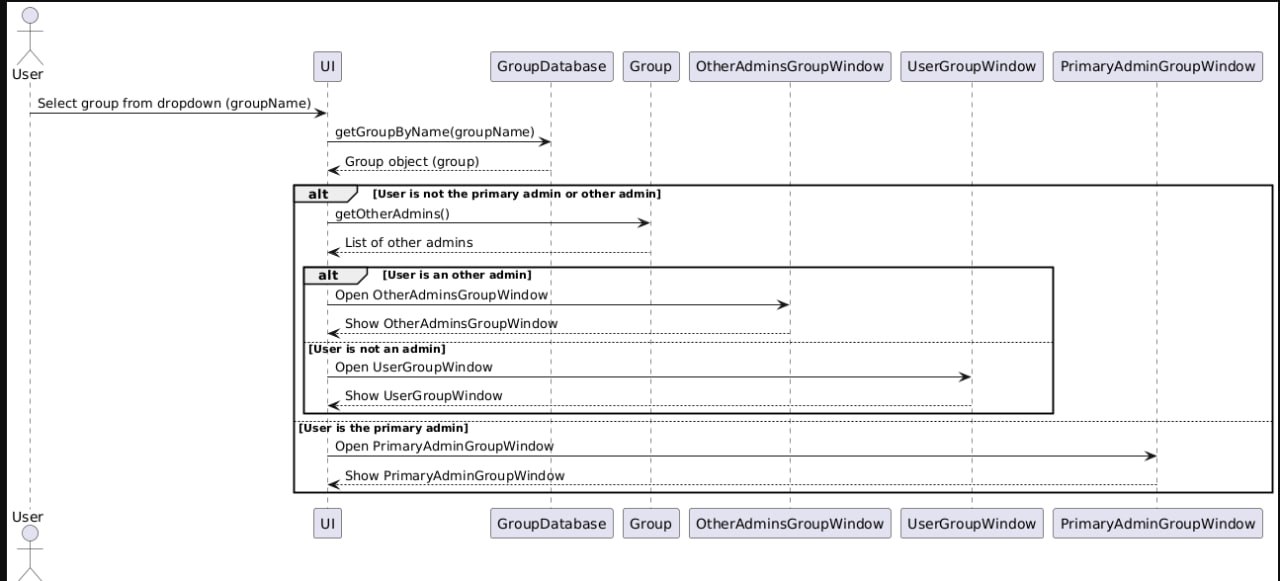 User
UI
GroupDatabase
Group
OtherAdminsGroupWindow
UserGroupWindow
PrimaryAdminGroupWindow
Select group from dropdown (groupName)
getGroupByName(groupName)
Group object (group)
alt [User is not the primary admin or other admin]
getOtherAdmins()
List of other admins
alt [User is an other admin]
Open OtherAdminsGroupWindow
Show OtherAdminsGroupWindow
[User is not an admin]
Open UserGroupWindow
Show UserGroupWindow
[User is the primary admin]
Open PrimaryAdminGroupWindow
Show PrimaryAdminGroupWindow
User
UI
GroupDatabase
Group
OtherAdminsGroupWindow
UserGroupWindow
PrimaryAdminGroupWindow